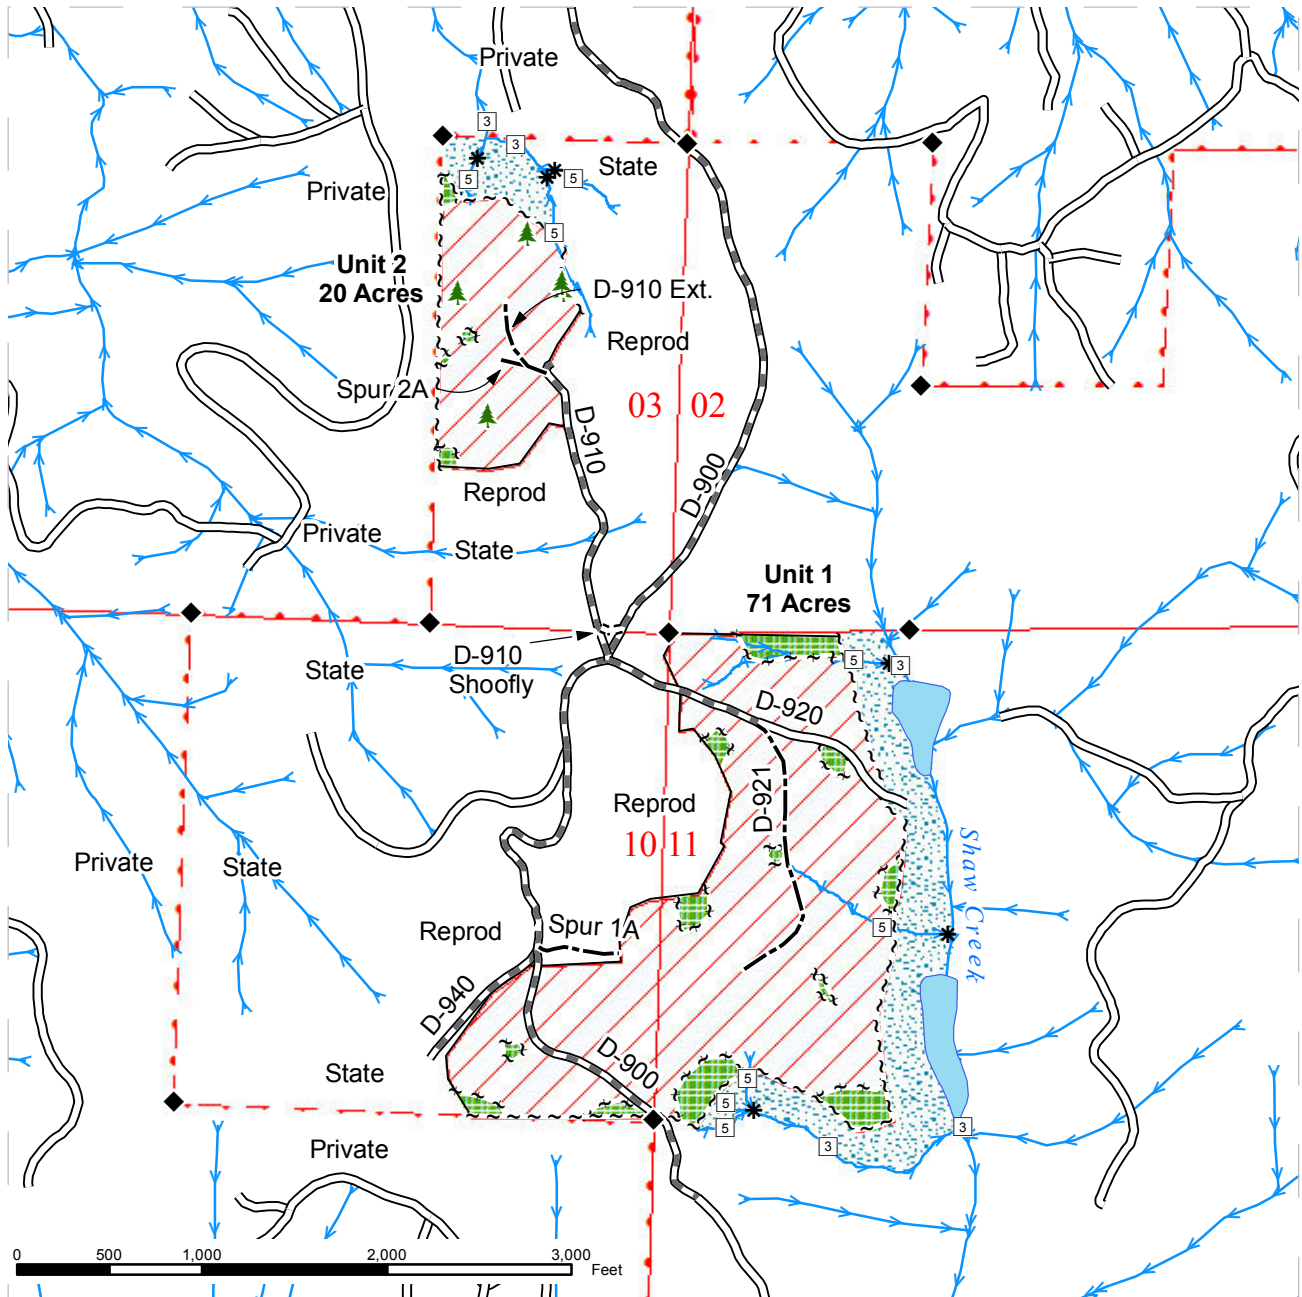 Private
3
3
State
5
5
Private
5
Unit 2
20 Acres
D-910 Ext.
Reprod
Spur 2A
03 02
D-910
D-900
Reprod
Private
State
Unit 1
71 Acres
D-910
Shoofly
State
5
3
D-920
D-921
Reprod
10 11
Shaw Creek
Private
State
Reprod
Spur 1A
5
D-940
D-900
State
5
5
5
3
3
Private
0 500 1,000 2,000 3,000
Feet